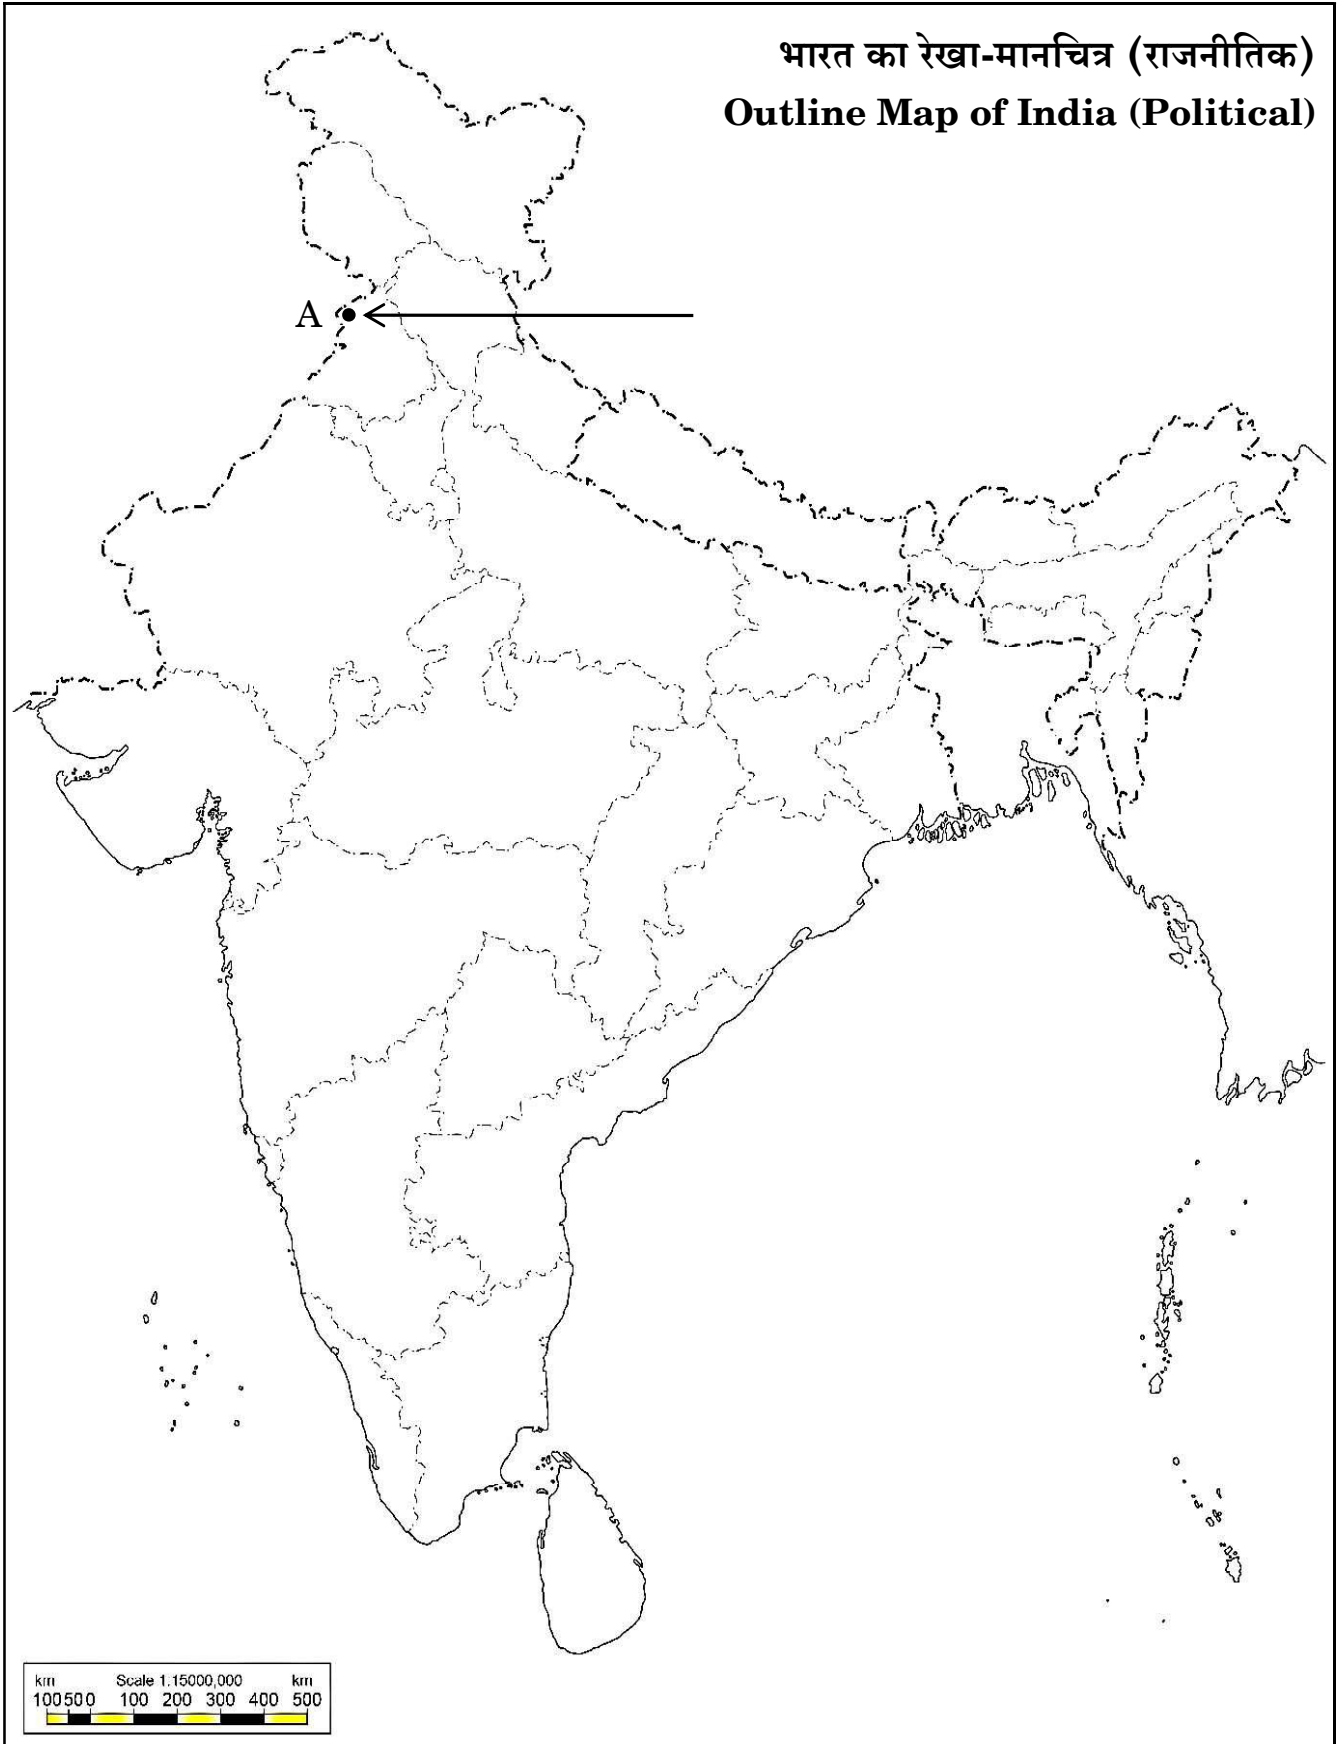 भारत का रेखा-मानचित्र (राजनीतिक)
Outline Map of India (Political)
A
km Scale 1:15000,000 km
100 50 0 100 200 300 400 500